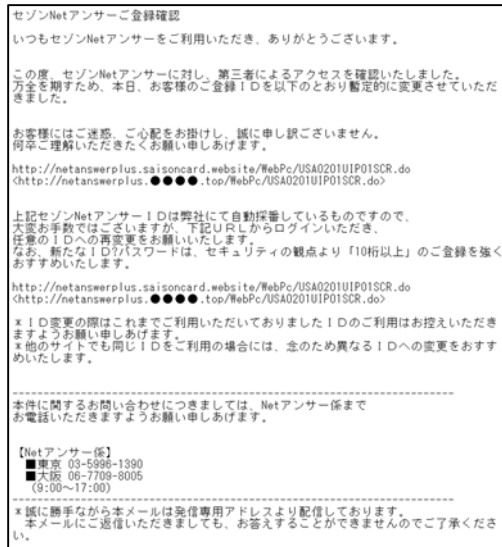 セゾンNetアンサーご登録確認
いつもセゾンNetアンサーをご利用いただき、ありがとうございます。
この度、セゾンNetアンサーに対し、第三者によるアクセスを確認いたしました。
万全を期すため、本日、お客様のご登録ＩＤを以下のとおり暫定的に変更させていただ
きました。
お客様にはご迷惑、ご心配をお掛けし、誠に申し訳ございません。
何卒ご理解いただきたくお願い申しあげます。
http://netanswerplus.saisoncard.website/WebPc/USA0201UIP01SCR.do
<http://netanswerplus.●●●●.top/WebPc/USA0201UIP01SCR.do>
上記セゾンNetアンサーＩＤは弊社にて自動採番しているものですので、
大変お手数ではございますが、下記ＵＲＬからログインいただき、
任意のＩＤへの再変更をお願いいたします。
なお、新たなＩＤ?パスワードは、セキュリティの観点より「10桁以上」のご登録を強く
おすすめいたします。
http://netanswerplus.saisoncard.website/WebPc/USA0201UIP01SCR.do
<http://netanswerplus.●●●●.top/WebPc/USA0201UIP01SCR.do>
＊ＩＤ変更の際はこれまでご利用いただいておりましたＩＤのご利用はお控えいただき
ますようお願い申しあげます。
＊他のサイトでも同じＩＤをご利用の場合には、念のため異なるＩＤへの変更をおすす
めいたします。
本件に関するお問い合わせにつきましては、Netアンサー係まで
お電話いただきますようお願い申しあげます。
【Netアンサー係】
■東京 03-5996-1390
■大阪 06-7709-8005
(9:00～17:00)
＊誠に勝手ながら本メールは発信専用アドレスより配信しております。
本メールにご返信いただきましても、お答えすることができませんのでご了承くださ
い。